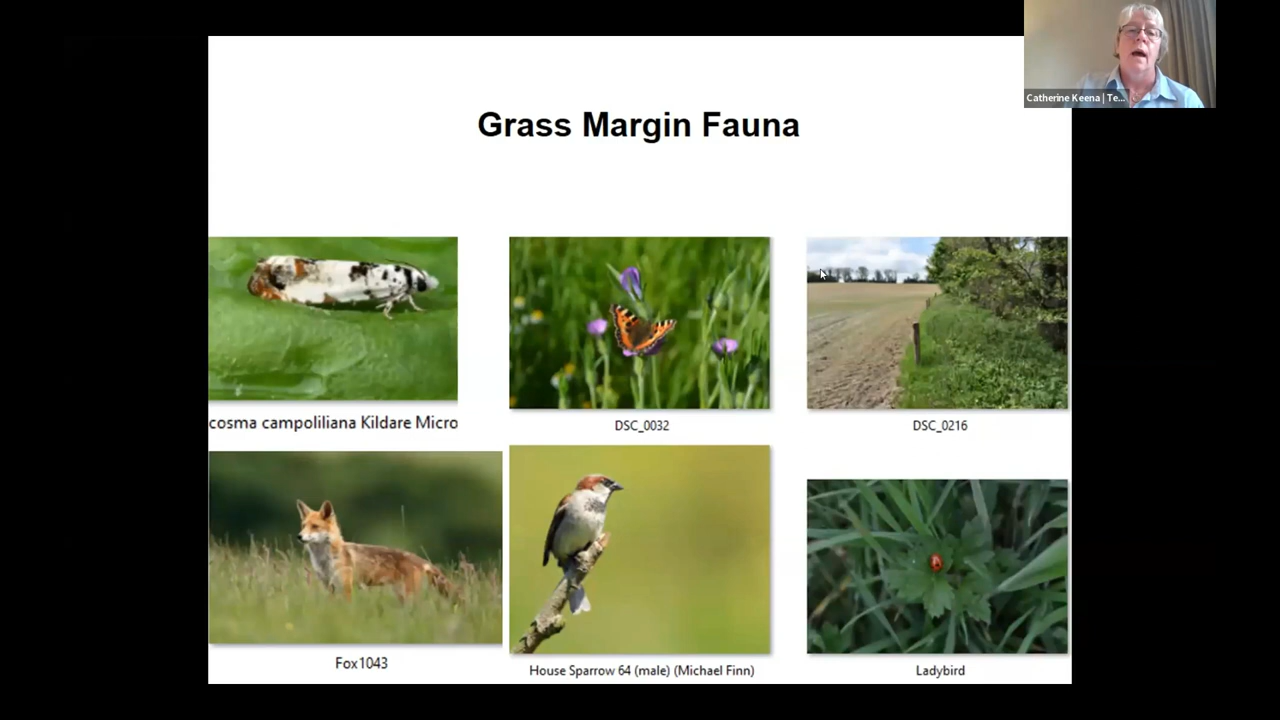 Catherine Keena | Te...
Grass Margin Fauna
cosma campoliliana Kildare Micro
DSC_0032
DSC_0216
Fox1043
House Sparrow 64 (male) (Michael Finn)
Ladybird